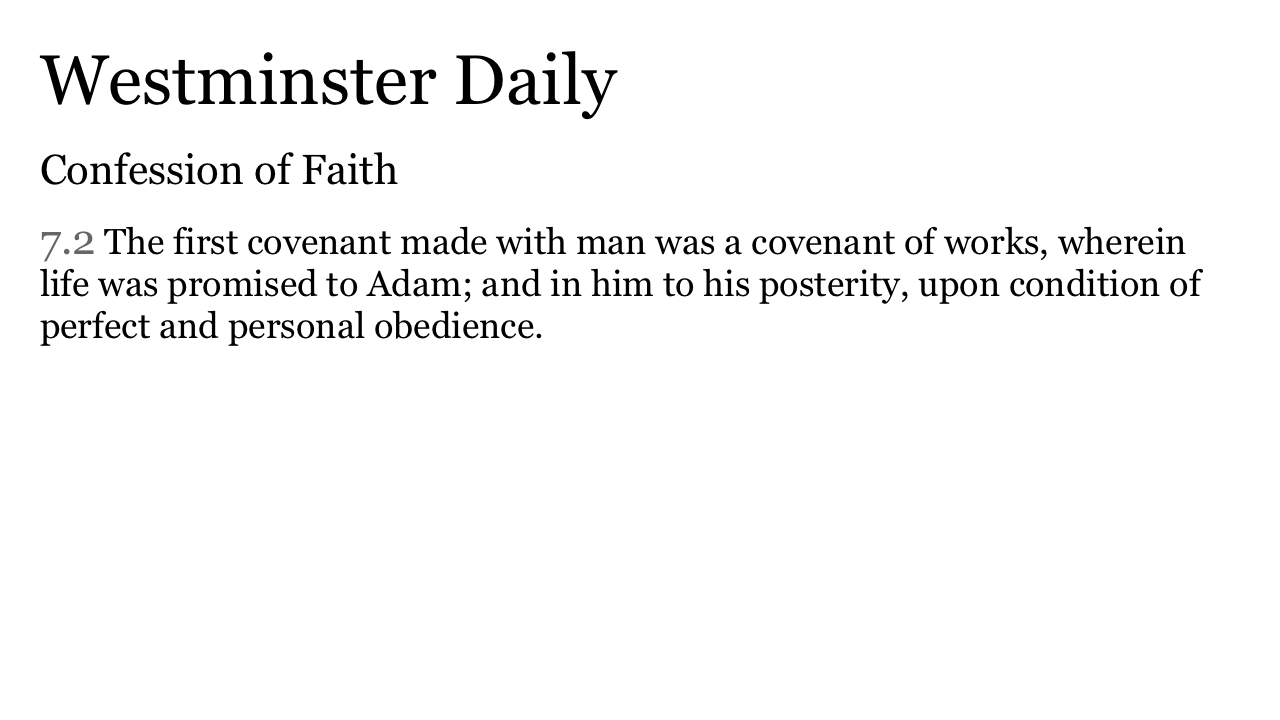 Westminster Daily
Confession of Faith
7.2 The first covenant made with man was a covenant of works, wherein
life was promised to Adam; and in him to his posterity, upon condition of
perfect and personal obedience.